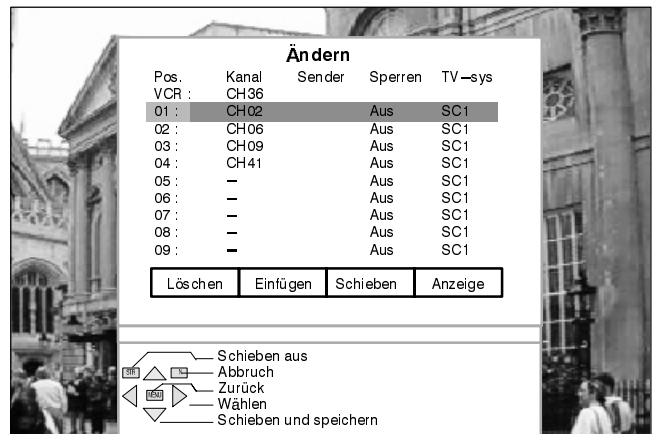 Ändern
Pos. Kanal Sender Sperren TV–sys
VCR : CH36
01 : CH02 Aus SC1
02 : CH06 Aus SC1
03 : CH09 Aus SC1
04 : CH41 Aus SC1
05 : – Aus SC1
06 : – Aus SC1
07 : – Aus SC1
08 : – Aus SC1
09 : – Aus SC1
Löschen Einfügen Schieben Anzeige
Schieben aus
STR Abbruch
MENU Zurück
Wählen
Schieben und speichern